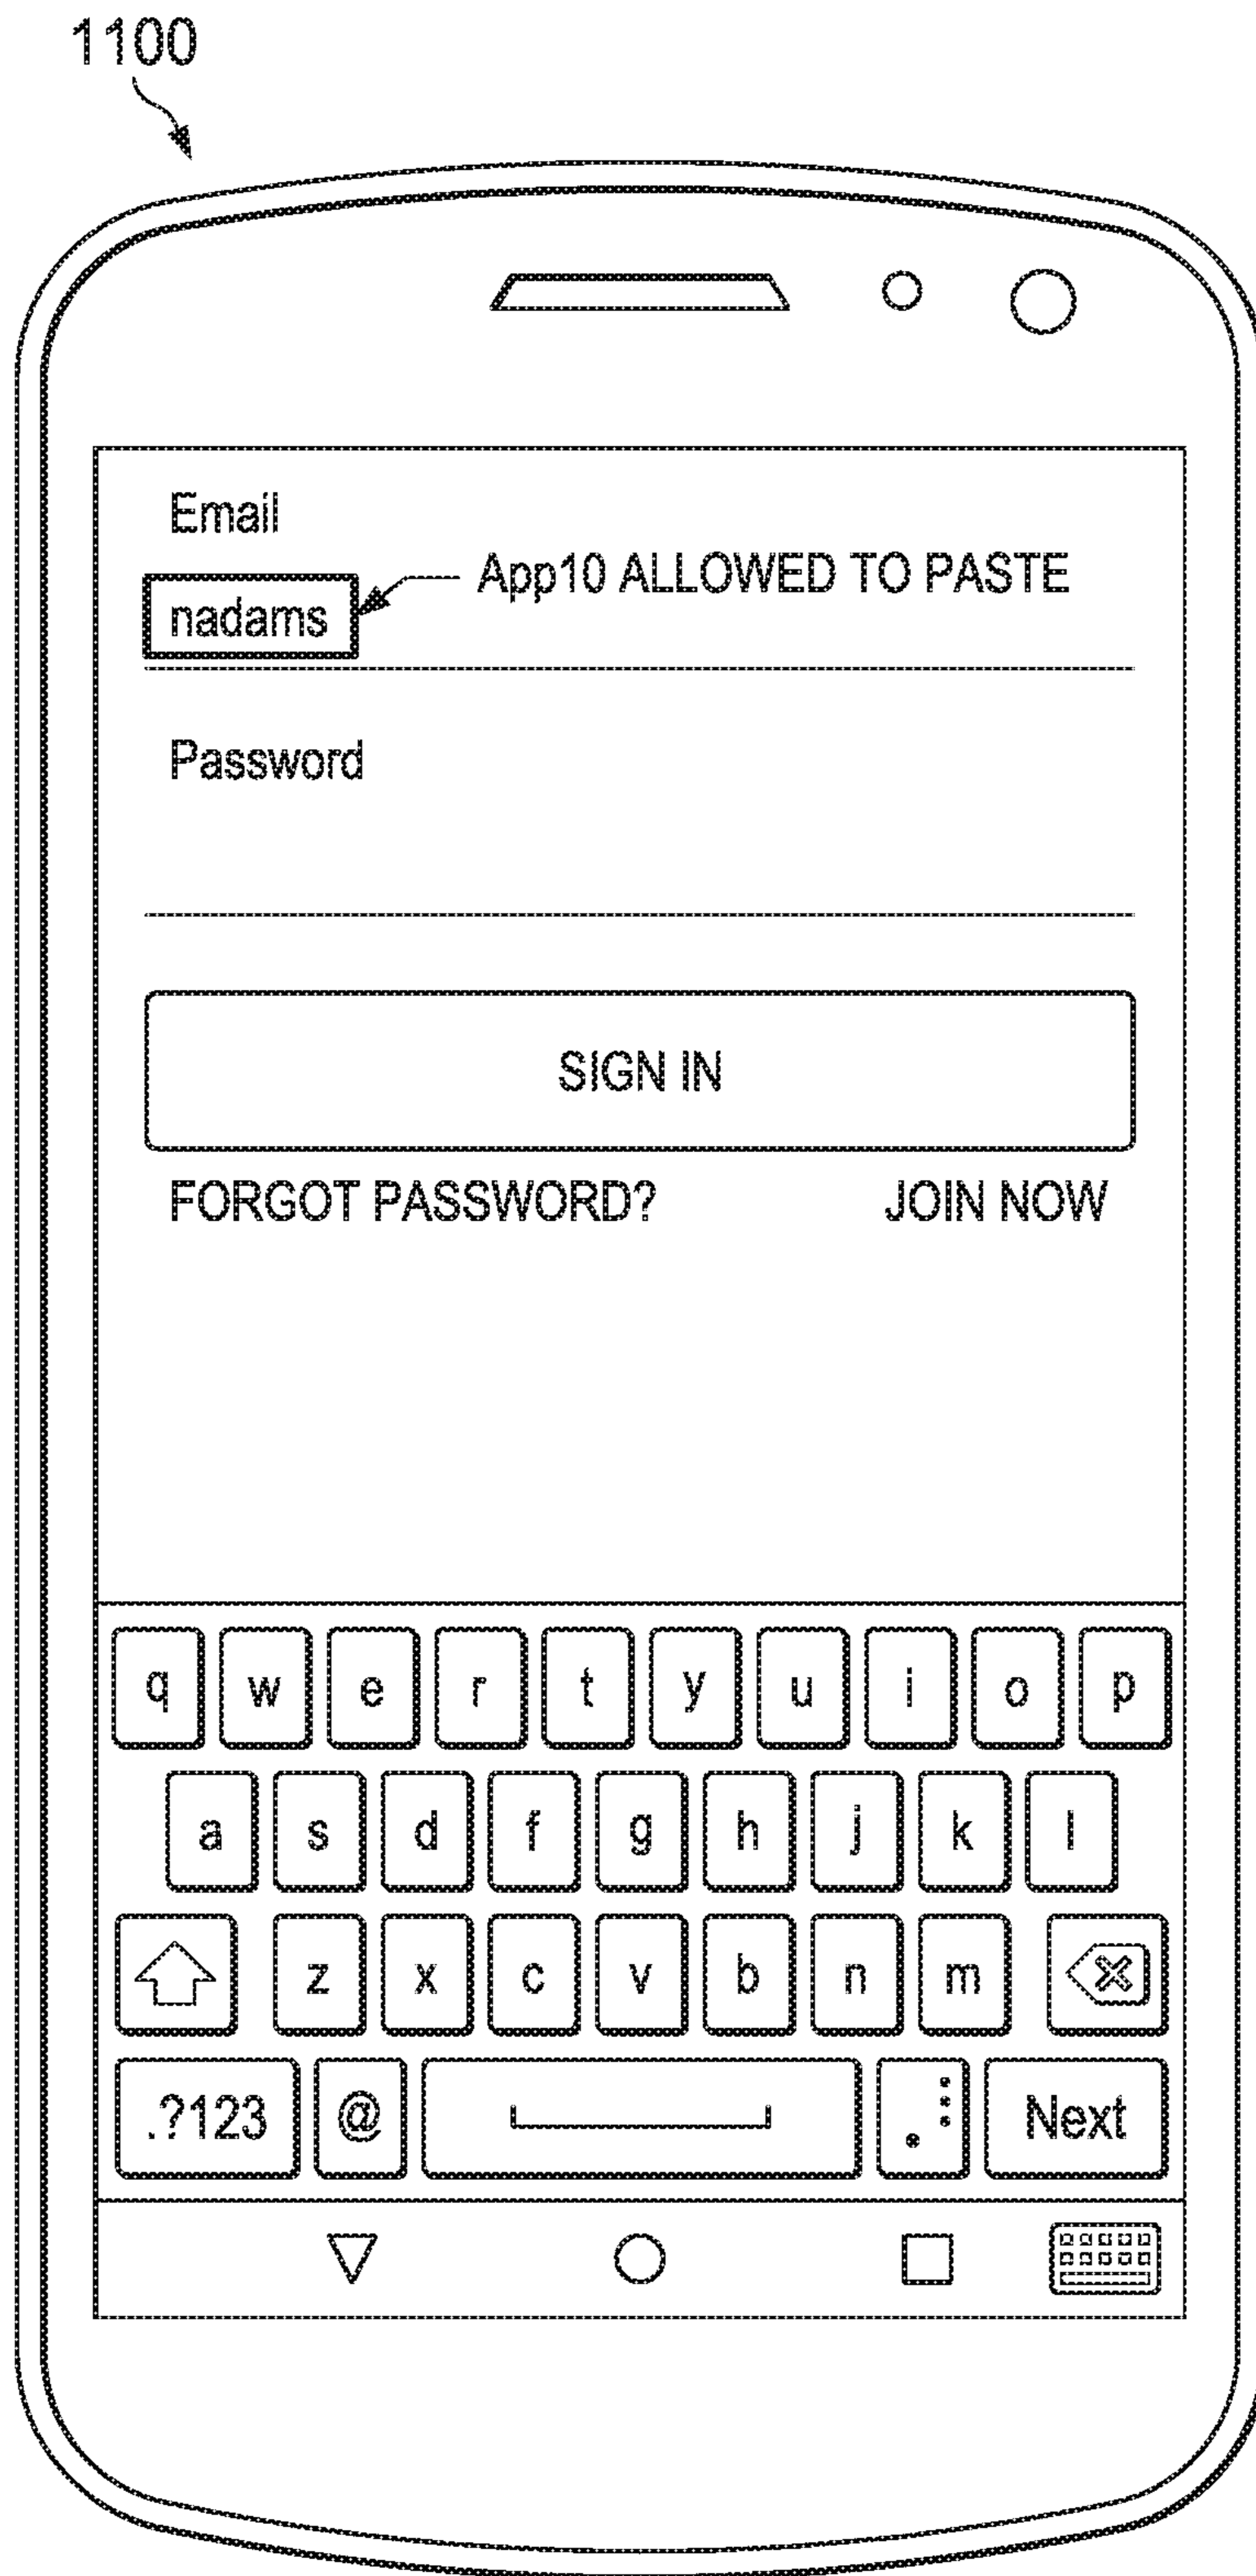 1100
Email
App10 ALLOWED TO PASTE
nadams
Password
SIGN IN
FORGOT PASSWORD? JOIN NOW
q w e r t y u i o p
a s d f g h j k l
z x c v b n m
.?123 @ . Next